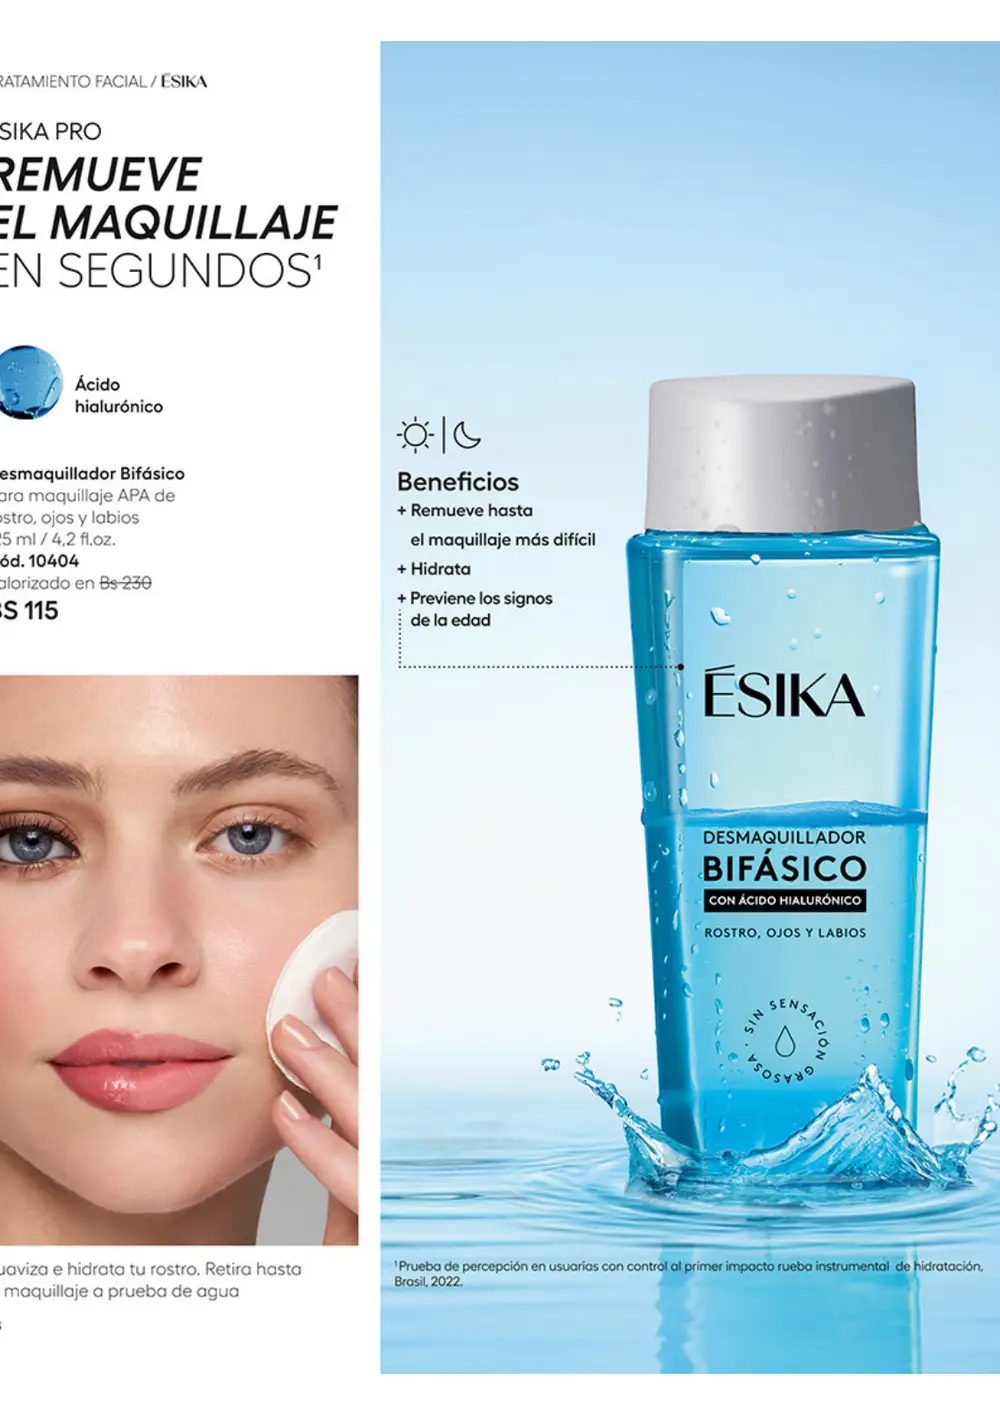 RATAMIENTO FACIAL / ÉSIKA
SIKA PRO
REMUEVE
EL MAQUILLAJE
EN SEGUNDOS¹
Ácido
hialurónico
esmaquillador Bifásico
ara maquillaje APA de
ostro, ojos y labios
25 ml / 4,2 fl.oz.
ód. 10404
alorizado en Bs 230
BS 115
uaviza e hidrata tu rostro. Retira hasta
maquillaje a prueba de agua
Beneficios
+ Remueve hasta
el maquillaje más difícil
+ Hidrata
+ Previene los signos
de la edad
ÉSIKA
DESMAQUILLADOR
BIFÁSICO
CON ÁCIDO HIALURÓNICO
ROSTRO, OJOS Y LABIOS
SIN SENSACIÓN GRASOSA ·
¹Prueba de percepción en usuarias con control al primer impacto rueba instrumental de hidratación,
Brasil, 2022.